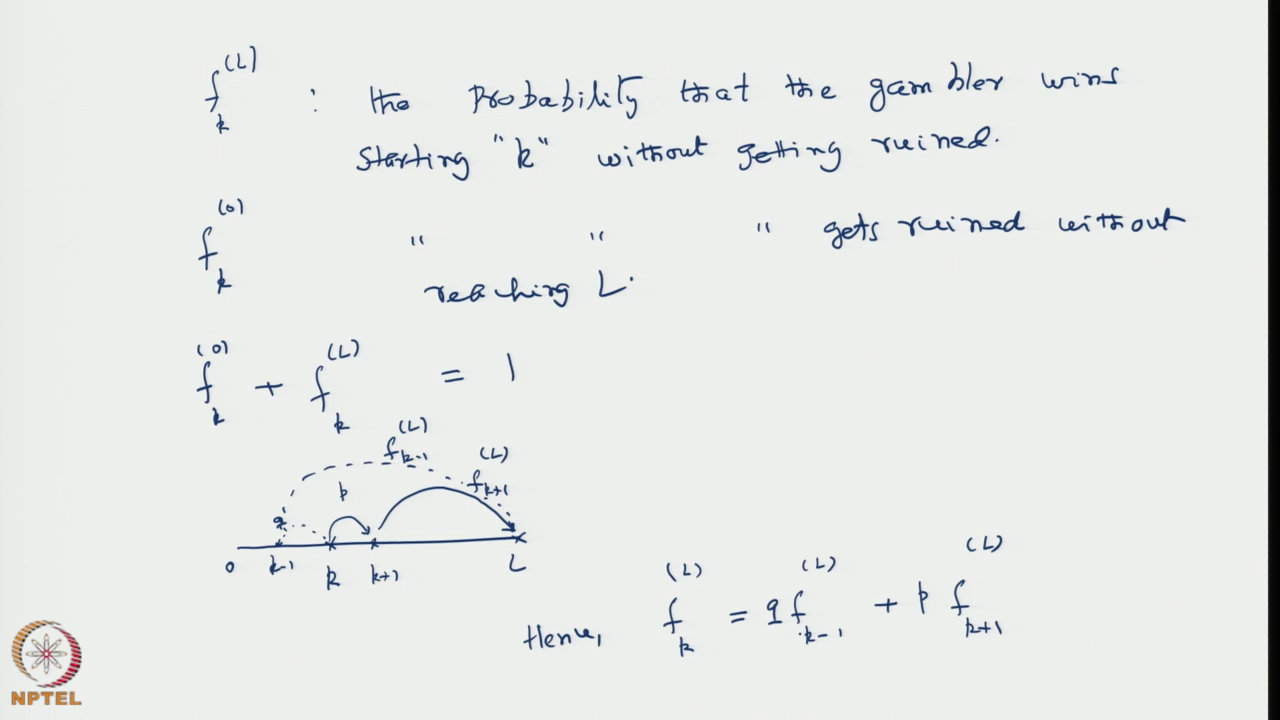 f_k^{(L)} : the Probability that the gambler wins
Starting "k" without getting ruined.
f_k^{(0)} " " " gets ruined without
reaching L.
f_k^{(0)} + f_k^{(L)} = 1
f_{k-1}^{(L)}
f_{k+1}^{(L)}
p
q
0 k-1 k k+1 L
Hence, f_k^{(L)} = q f_{k-1}^{(L)} + p f_{k+1}^{(L)}
NPTEL